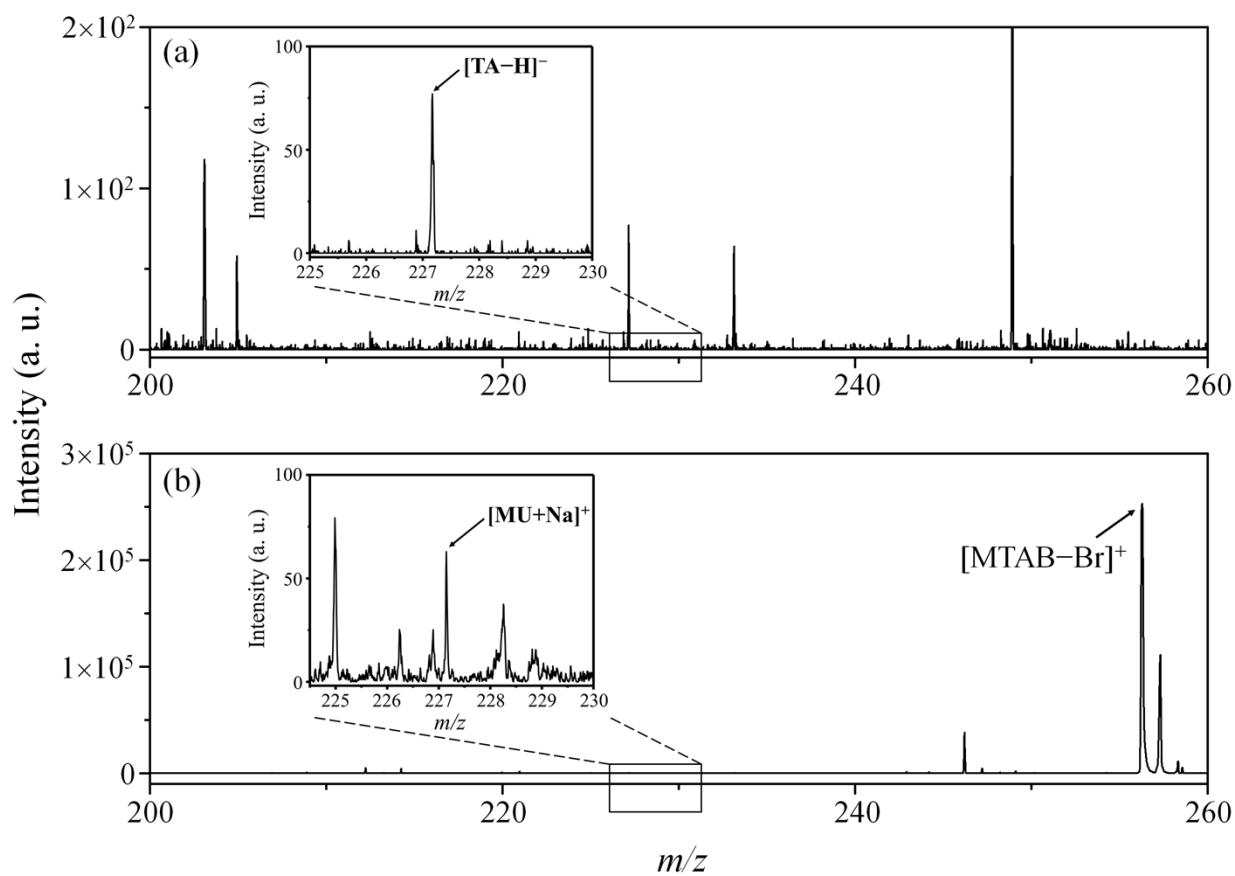 Intensity (a. u.)
(a)
2×10²
1×10²
0
200
220
240
260
Intensity (a. u.)
100
50
0
[TA−H]⁻
225 226 227 228 229 230
m/z
(b)
3×10⁵
2×10⁵
1×10⁵
0
200
220
240
260
Intensity (a. u.)
100
50
0
[MU+Na]⁺
225 226 227 228 229 230
m/z
[MTAB−Br]⁺
m/z